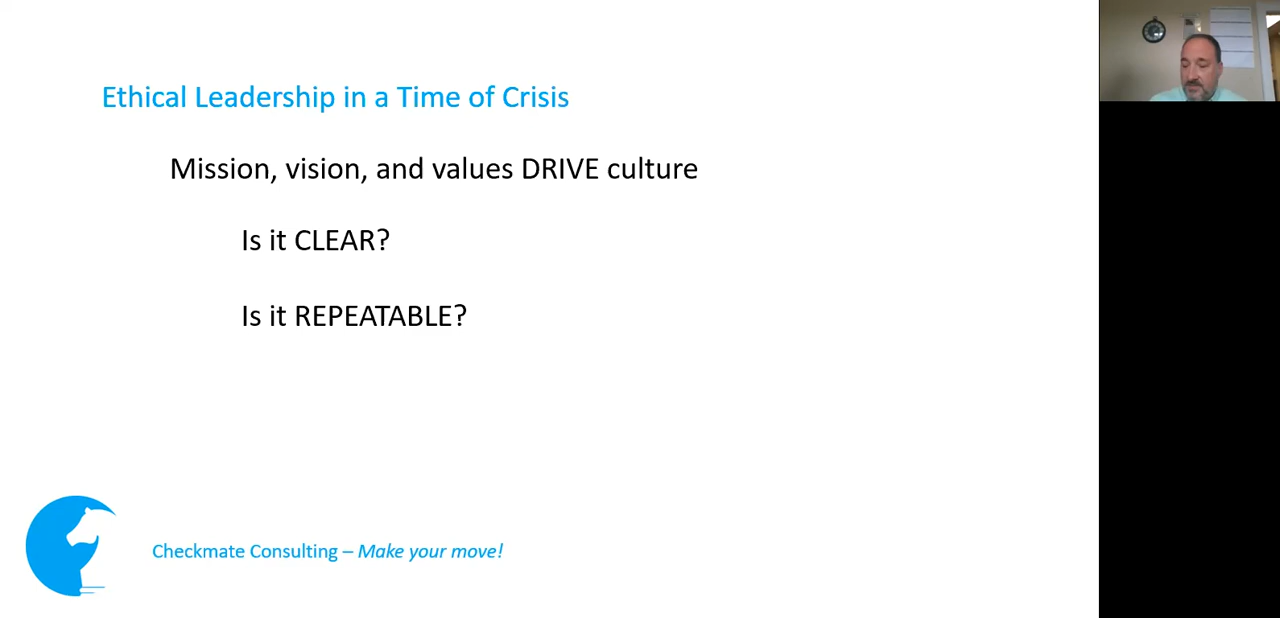 Ethical Leadership in a Time of Crisis
Mission, vision, and values DRIVE culture
Is it CLEAR?
Is it REPEATABLE?
Checkmate Consulting – Make your move!